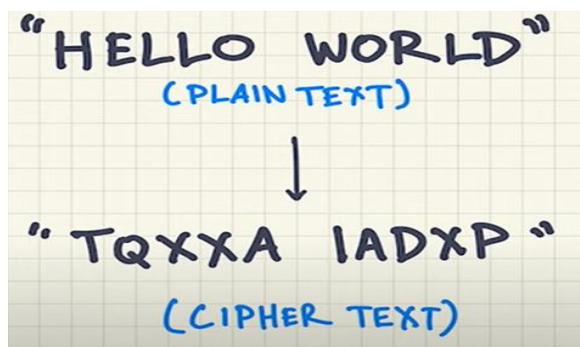 "HELLO WORLD"
(PLAIN TEXT)
"TQXXA IADXP"
(CIPHER TEXT)